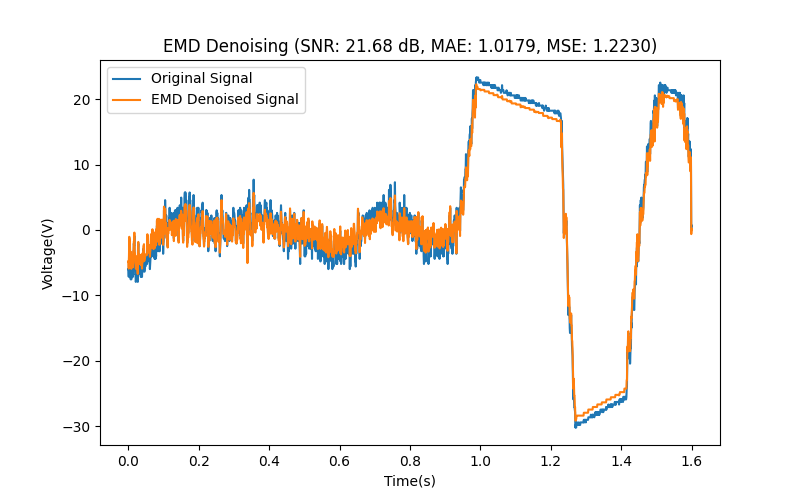 EMD Denoising (SNR: 21.68 dB, MAE: 1.0179, MSE: 1.2230)
Original Signal
EMD Denoised Signal
Voltage(V)
20
10
0
−10
−20
−30
0.0 0.2 0.4 0.6 0.8 1.0 1.2 1.4 1.6
Time(s)